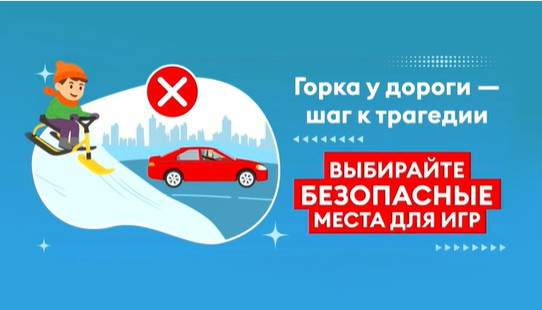 Горка у дороги —
шаг к трагедии
ВЫБИРАЙТЕ
БЕЗОПАСНЫЕ
МЕСТА ДЛЯ ИГР